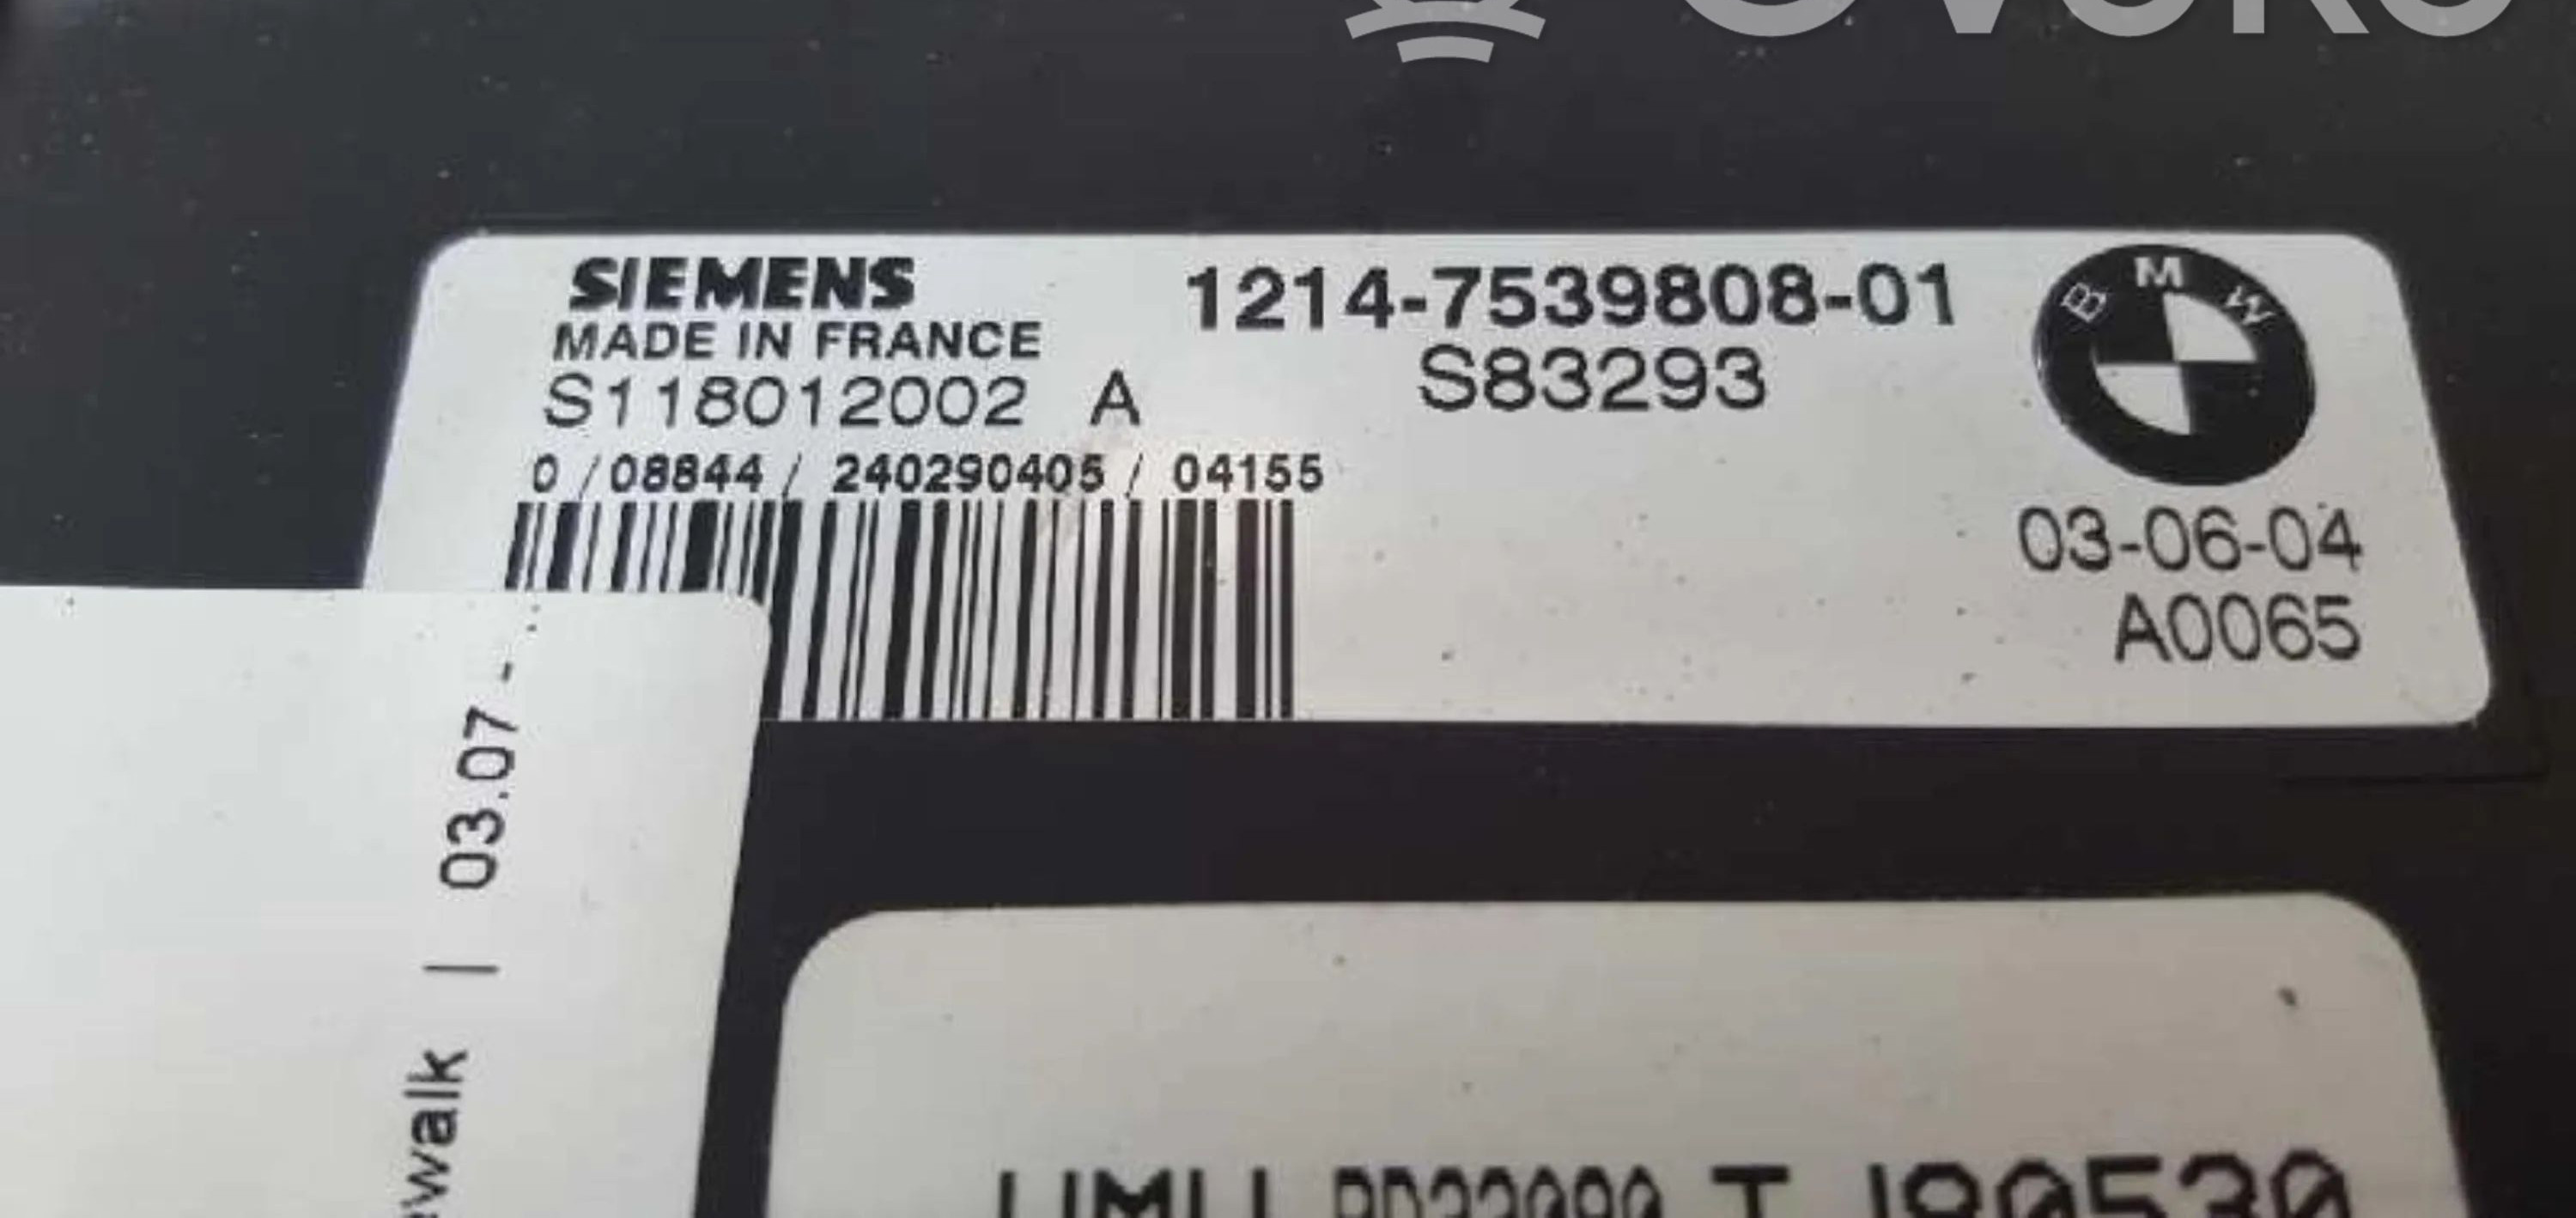 SIEMENS
MADE IN FRANCE
S118012002 A
0 / 08844 / 240290405 / 04155
1214-7539808-01
S83293
BMW
03-06-04
A0065
03.07 -